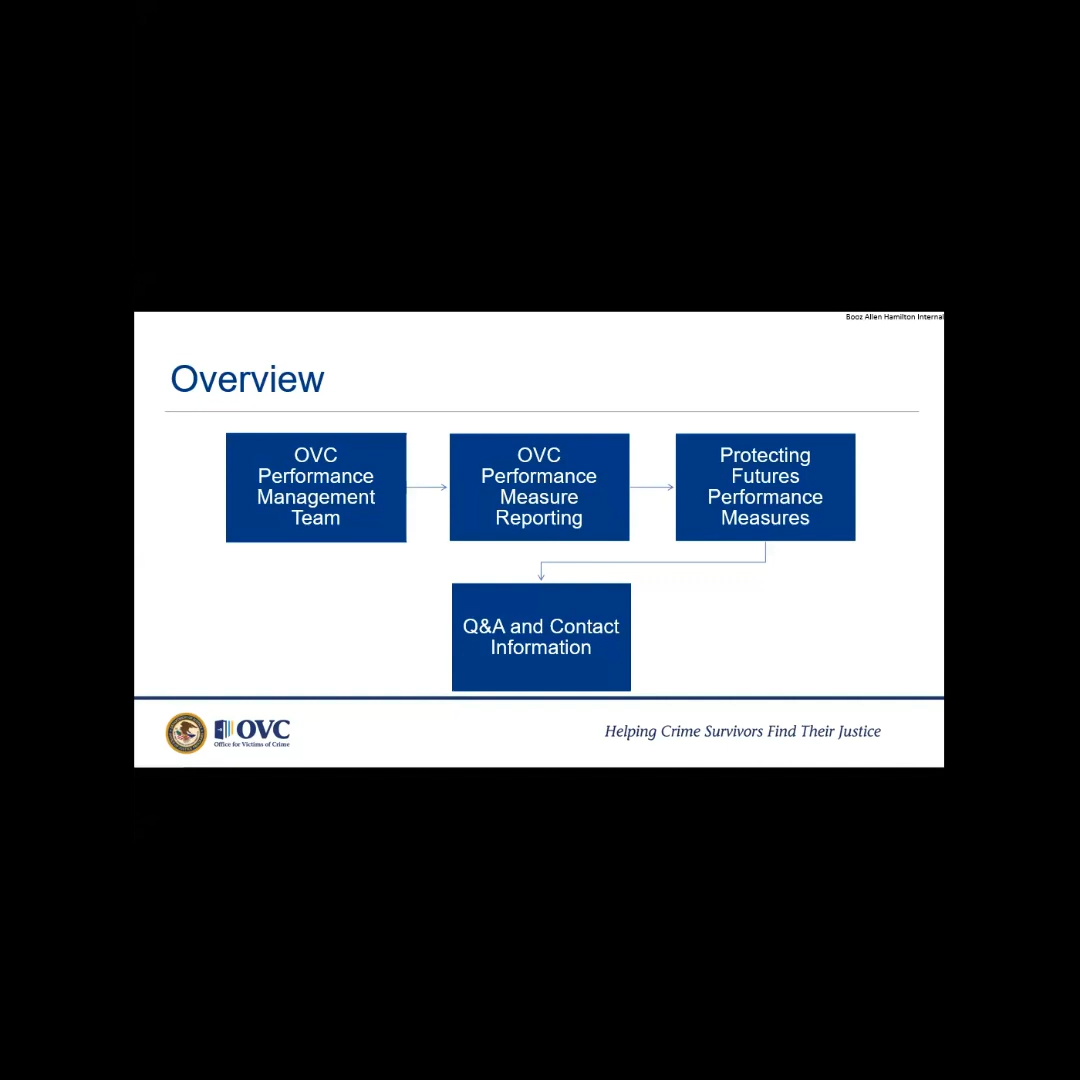 Booz Allen Hamilton Internal
Overview
OVC
Performance
Management
Team
OVC
Performance
Measure
Reporting
Protecting
Futures
Performance
Measures
Q&A and Contact
Information
OVC
Office for Victims of Crime
Helping Crime Survivors Find Their Justice